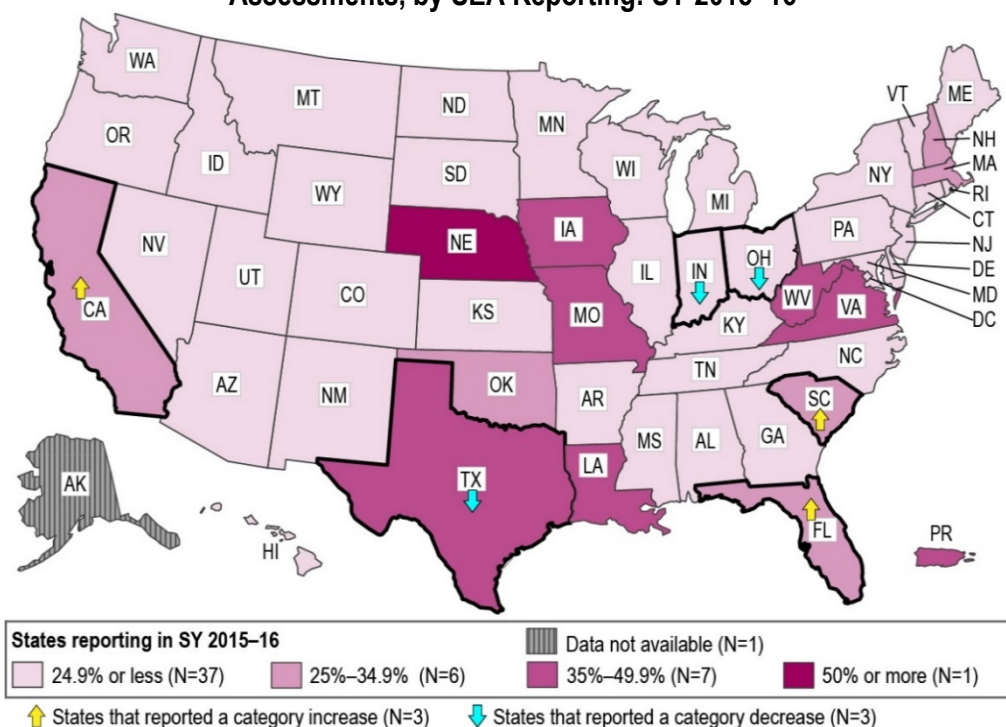 Assessments, by SEA Reporting: SY 2015–16
WA
MT
ND
MN
VT
ME
OR
ID
SD
WI
NH
MA
WY
MI
NY
RI
CT
NE
IA
PA
NJ
NV
IL
IN
OH
DE
UT
CO
MD
CA
KS
MO
WV
VA
DC
KY
NC
TN
AZ
NM
OK
AR
SC
MS
AL
GA
LA
AK
TX
FL
PR
HI
States reporting in SY 2015–16
Data not available (N=1)
24.9% or less (N=37)
25%–34.9% (N=6)
35%–49.9% (N=7)
50% or more (N=1)
States that reported a category increase (N=3)
States that reported a category decrease (N=3)